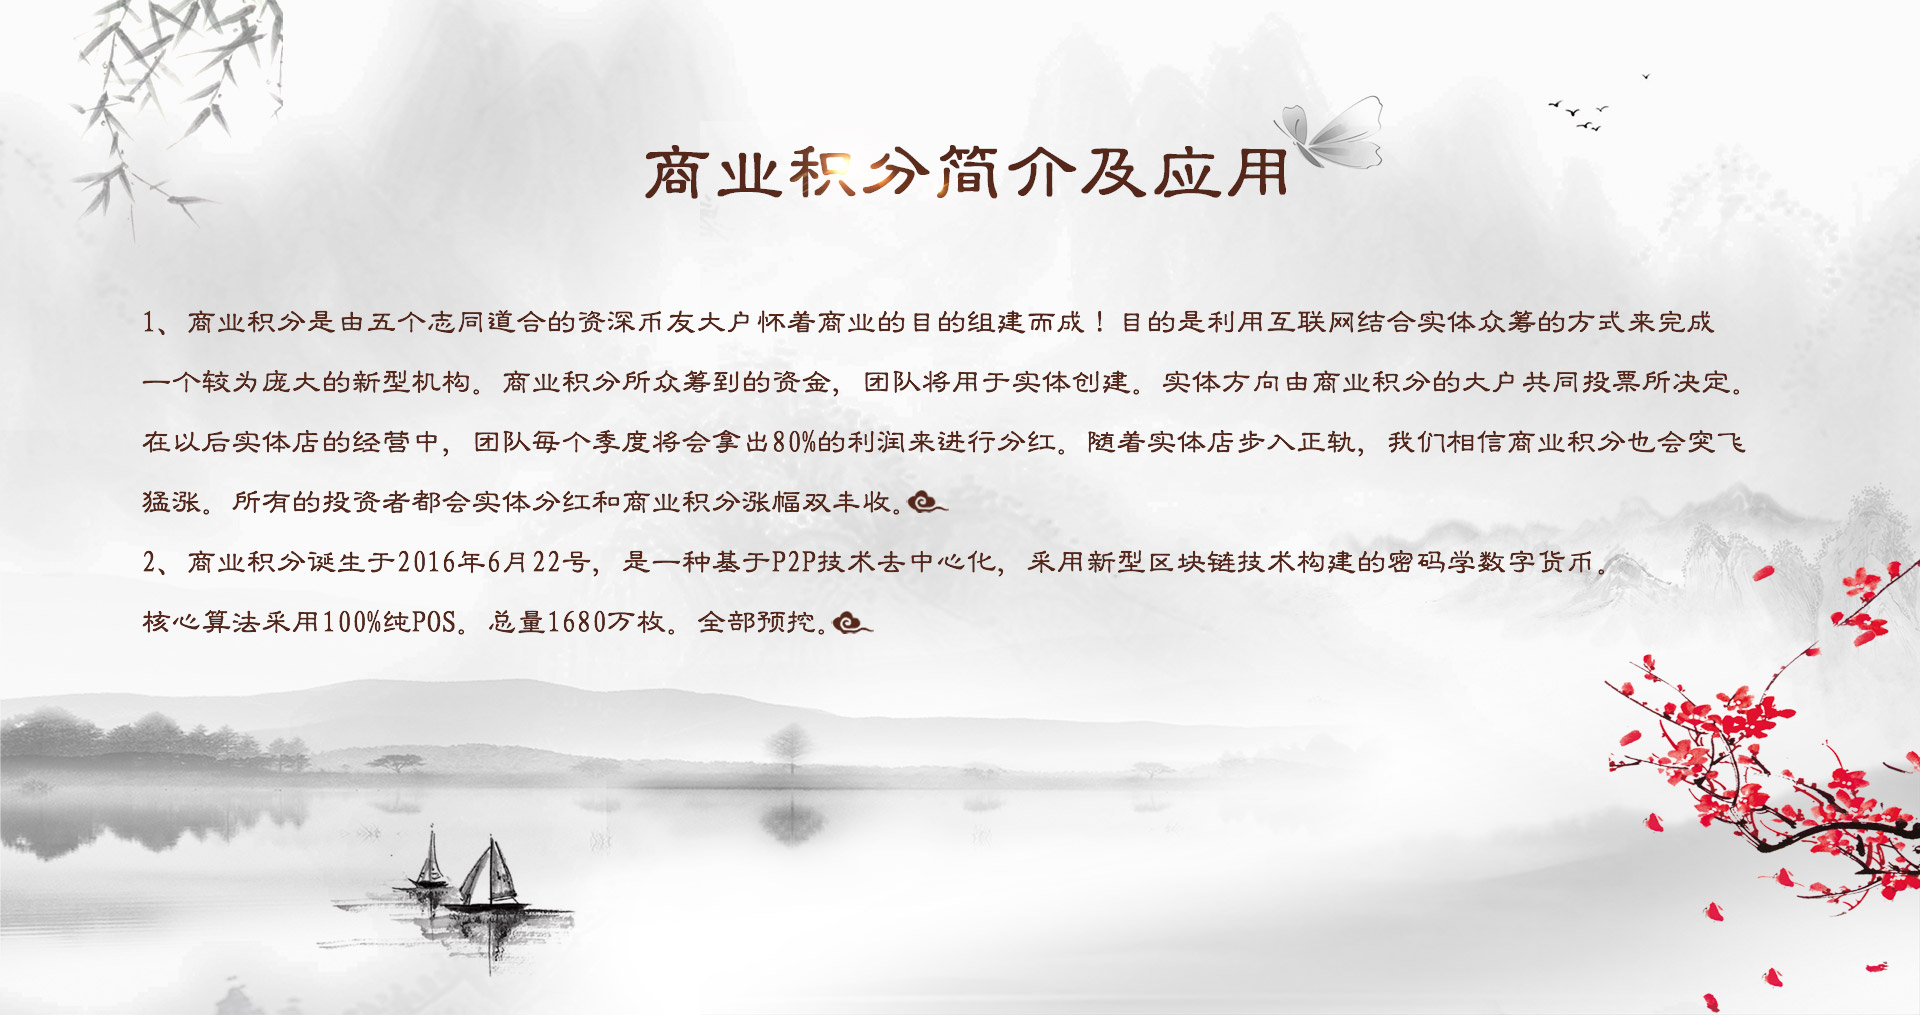 商业积分简介及应用
1、商业积分是由五个志同道合的资深币友大户怀着商业的目的组建而成！目的是利用互联网结合实体众筹的方式来完成
一个较为庞大的新型机构。商业积分所众筹到的资金，团队将用于实体创建。实体方向由商业积分的大户共同投票所决定。
在以后实体店的经营中，团队每个季度将会拿出80%的利润来进行分红。随着实体店步入正轨，我们相信商业积分也会突飞
猛涨。所有的投资者都会实体分红和商业积分涨幅双丰收。
2、商业积分诞生于2016年6月22号，是一种基于P2P技术去中心化，采用新型区块链技术构建的密码学数字货币。
核心算法采用100%纯POS。总量1680万枚。全部预挖。